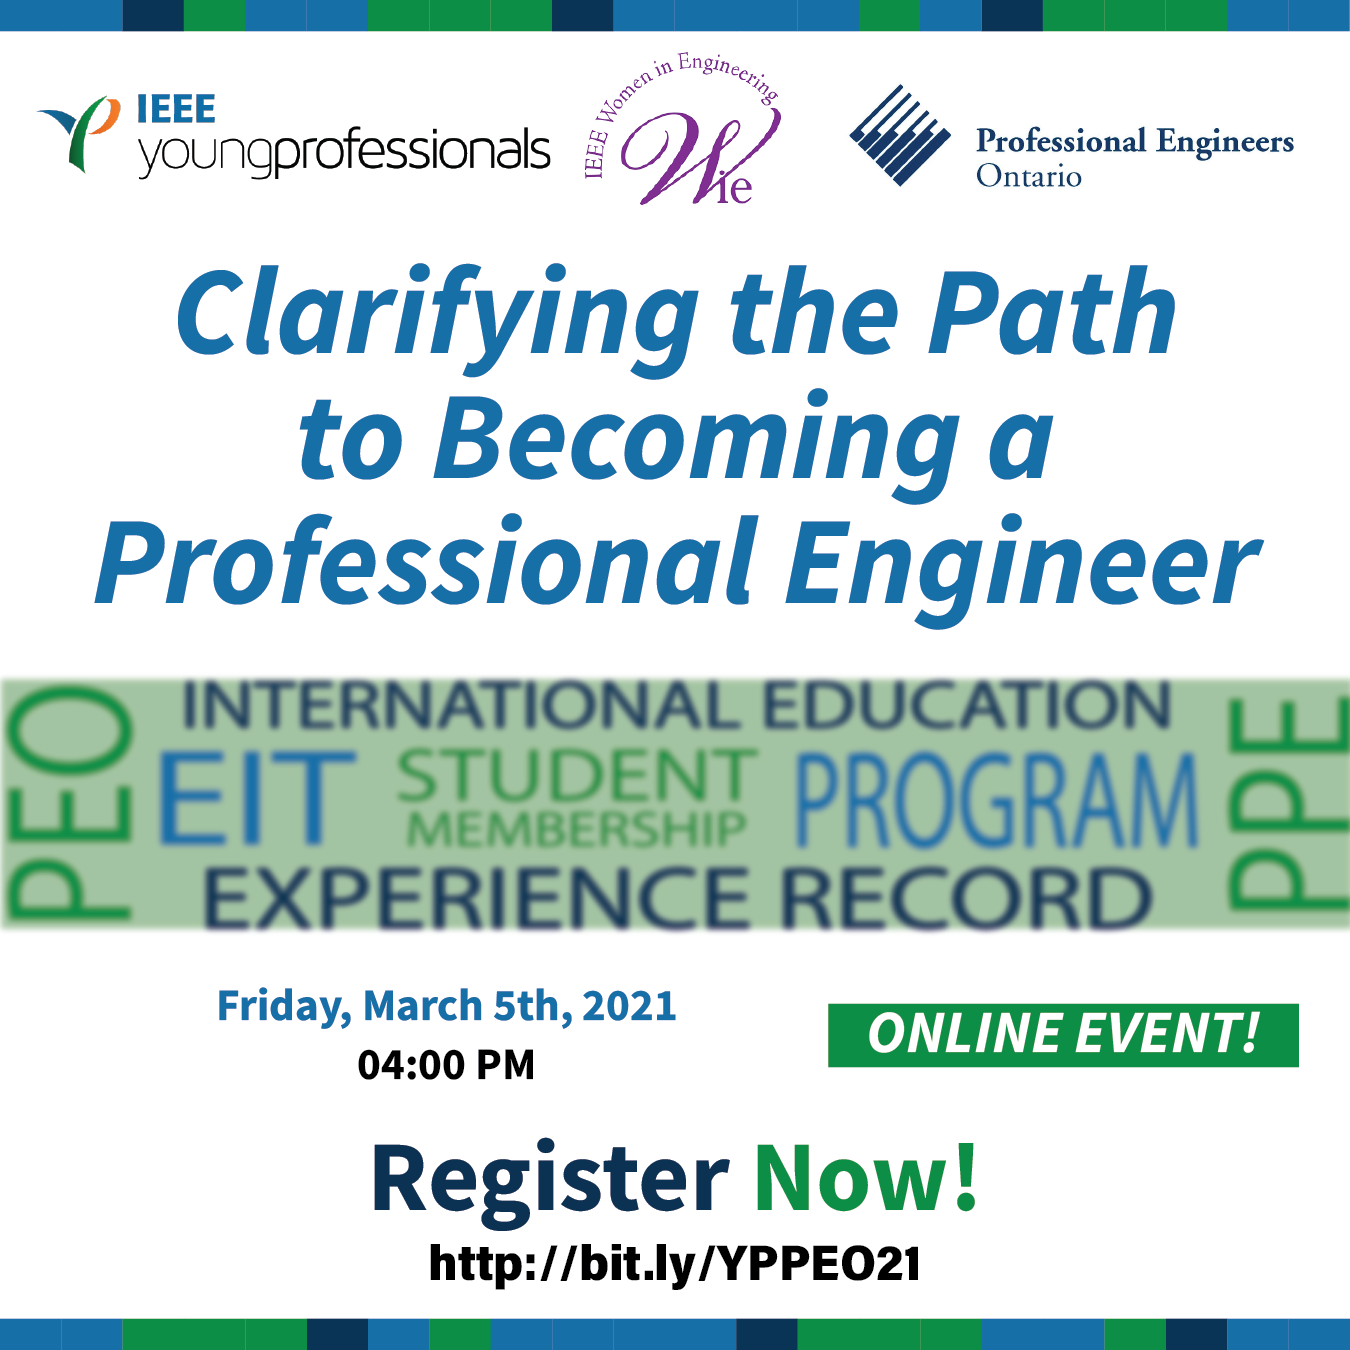 IEEE
youngprofessionals
IEEE Women in Engineering
Wie
Professional Engineers
Ontario
Clarifying the Path
to Becoming a
Professional Engineer
PEO
INTERNATIONAL EDUCATION
EIT
STUDENT
MEMBERSHIP
PROGRAM
EXPERIENCE RECORD
PPE
Friday, March 5th, 2021
04:00 PM
ONLINE EVENT!
Register Now!
http://bit.ly/YPPEO21